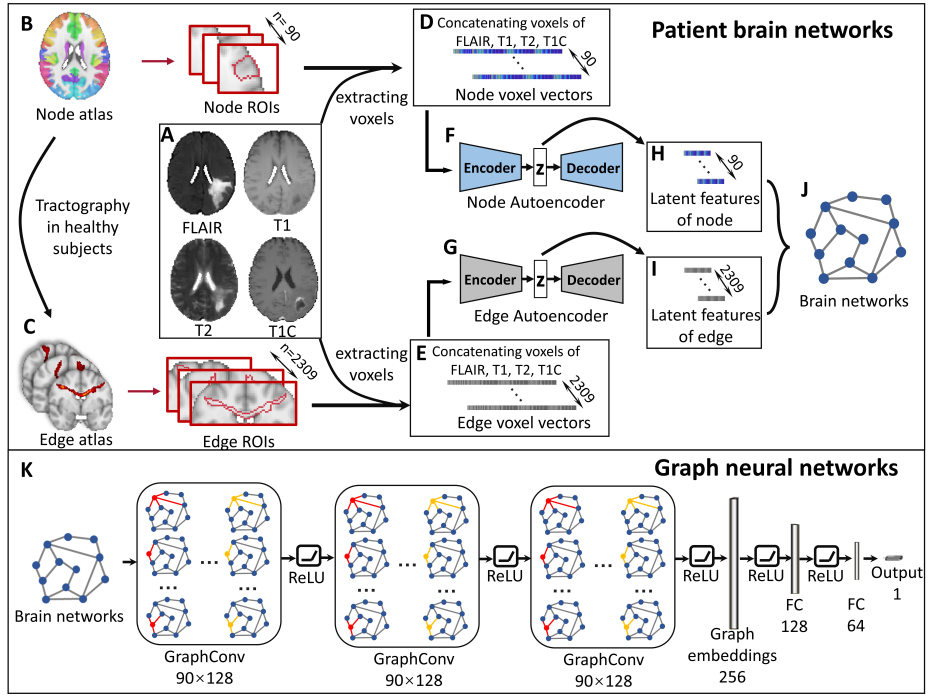 Patient brain networks
B
Node atlas
n= 90
Node ROIs
extracting
voxels
D
Concatenating voxels of
FLAIR, T1, T2, T1C
90
Node voxel vectors
A
FLAIR
T1
T2
T1C
Tractography
in healthy
subjects
F
Encoder
z
Decoder
Node Autoencoder
H
90
Latent features
of node
G
Encoder
z
Decoder
Edge Autoencoder
I
2309
Latent features
of edge
J
Brain networks
C
Edge atlas
n=2309
Edge ROIs
extracting
voxels
E
Concatenating voxels of
FLAIR, T1, T2, T1C
2309
Edge voxel vectors
K
Graph neural networks
Brain networks
GraphConv
90×128
ReLU
GraphConv
90×128
ReLU
GraphConv
90×128
ReLU
Graph
embeddings
256
ReLU
FC
128
ReLU
FC
64
Output
1